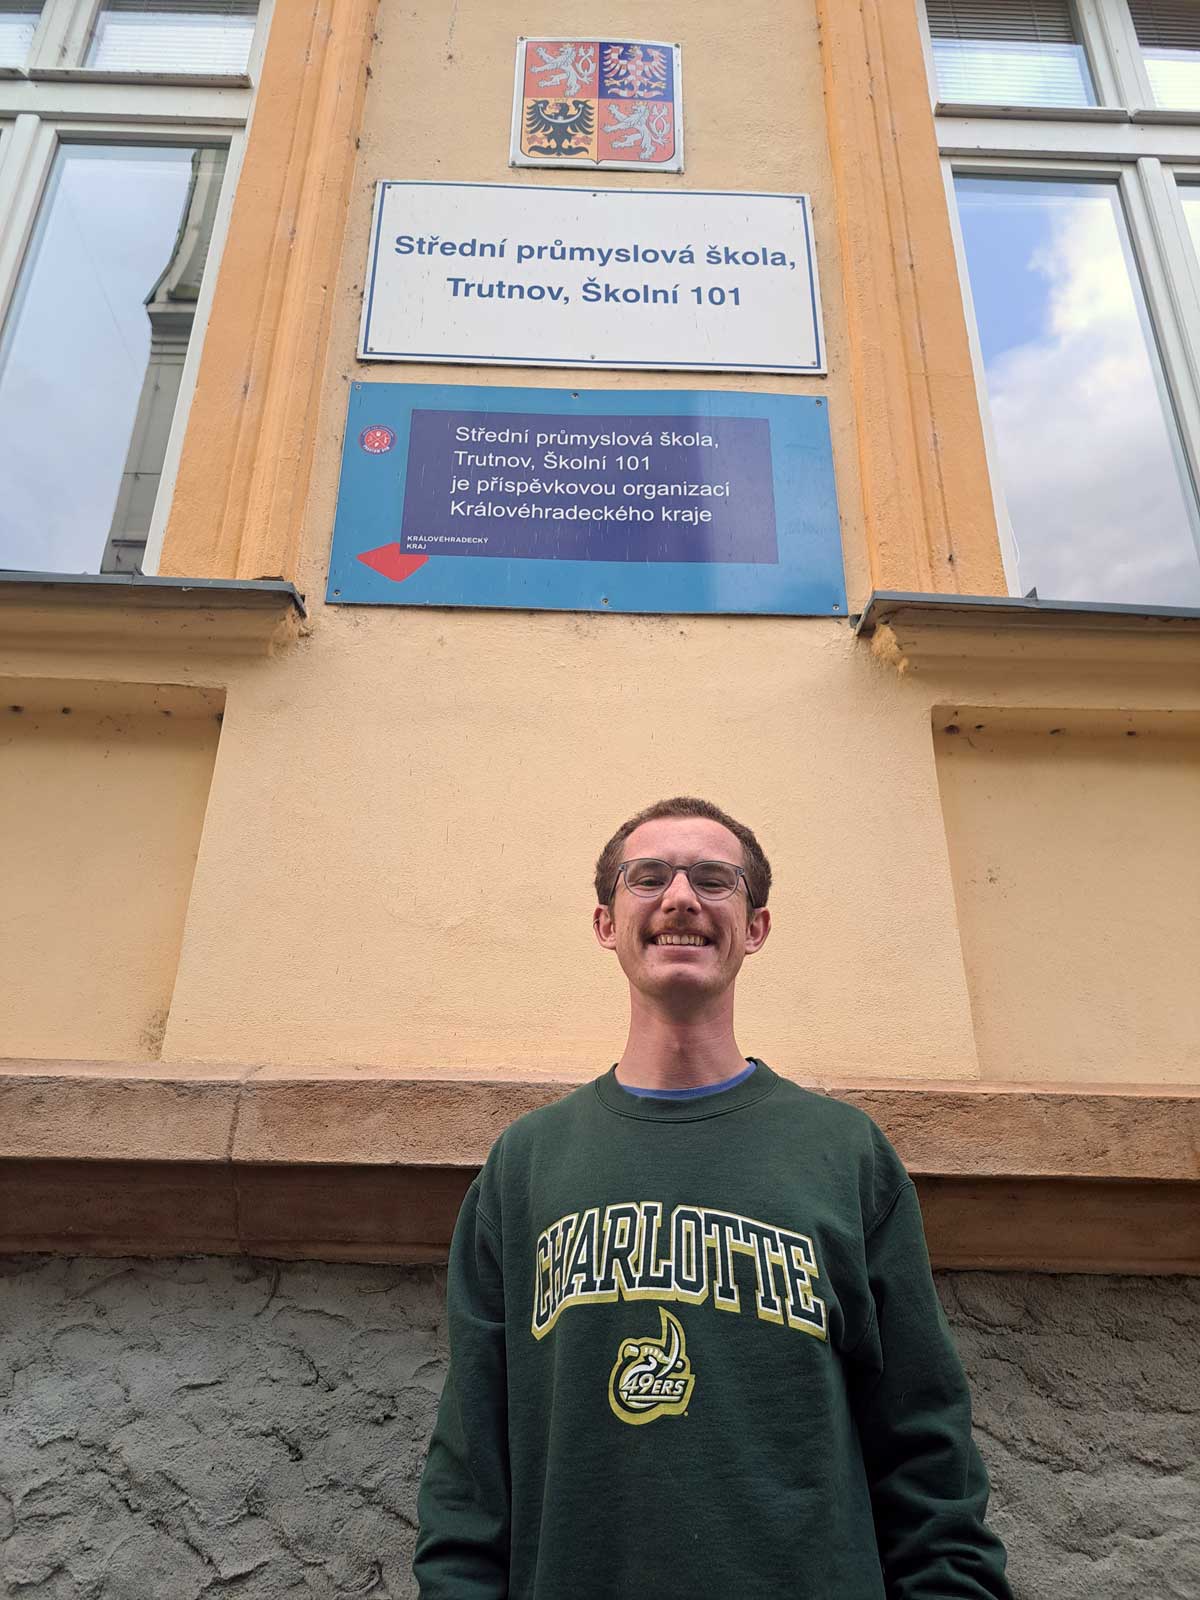 Střední průmyslová škola,
Trutnov, Školní 101
Střední průmyslová škola,
Trutnov, Školní 101
je příspěvkovou organizací
Královéhradeckého kraje
KRÁLOVÉHRADECKÝ
KRAJ
CHARLOTTE
49ERS